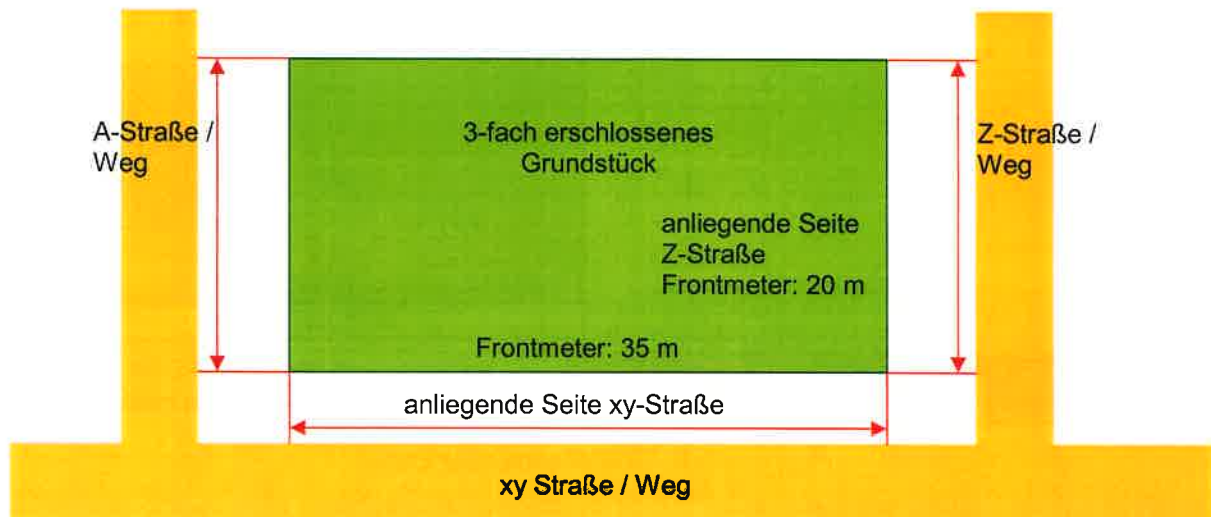 A-Straße /
Weg
3-fach erschlossenes
Grundstück
Z-Straße /
Weg
anliegende Seite
Z-Straße
Frontmeter: 20 m
Frontmeter: 35 m
anliegende Seite xy-Straße
xy Straße / Weg